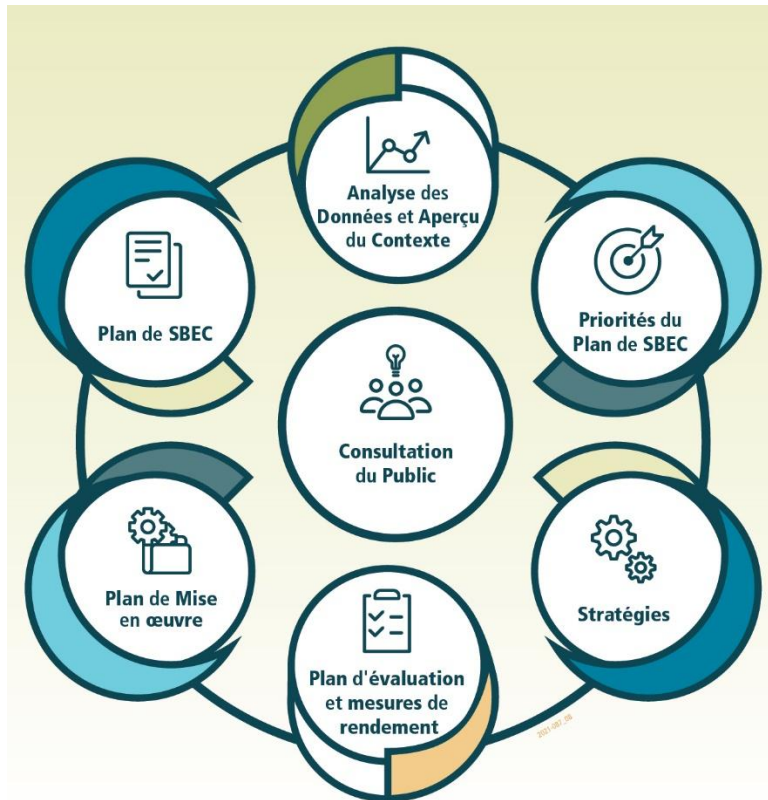 Analyse des
Données et Aperçu
du Contexte
Priorités du
Plan de SBEC
Stratégies
Plan d'évaluation
et mesures de
rendement
Plan de Mise
en œuvre
Plan de SBEC
Consultation
du Public